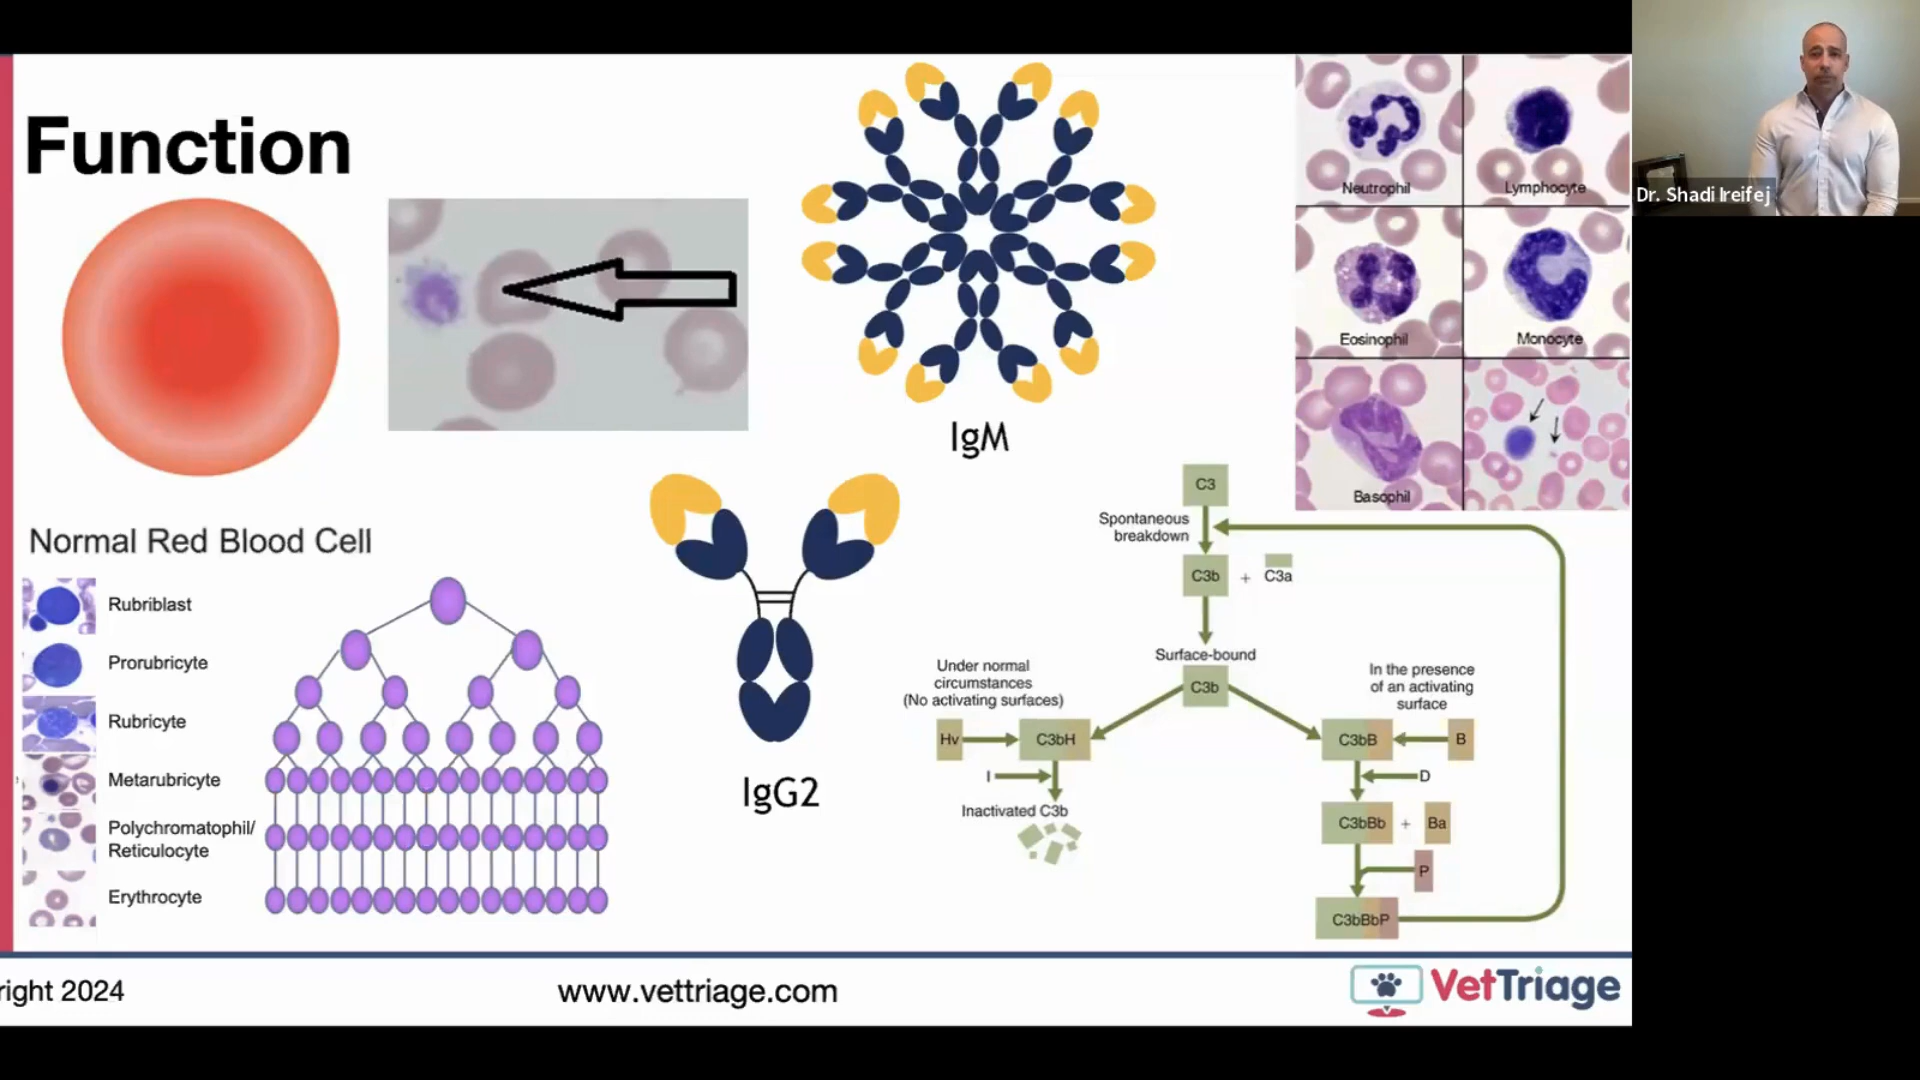 Function
Normal Red Blood Cell
Rubriblast
Prorubricyte
Rubricyte
Metarubricyte
Polychromatophil/
Reticulocyte
Erythrocyte
IgM
IgG2
Neutrophil
Lymphocyte
Eosinophil
Monocyte
Basophil
C3
Spontaneous
breakdown
C3b + C3a
Surface-bound
C3b
Under normal
circumstances
(No activating surfaces)
Hv
C3bH
I
Inactivated C3b
In the presence
of an activating
surface
C3bB
B
D
C3bBb + Ba
P
C3bBbP
right 2024
www.vettriage.com
VetTriage
Dr. Shadi Ireifej